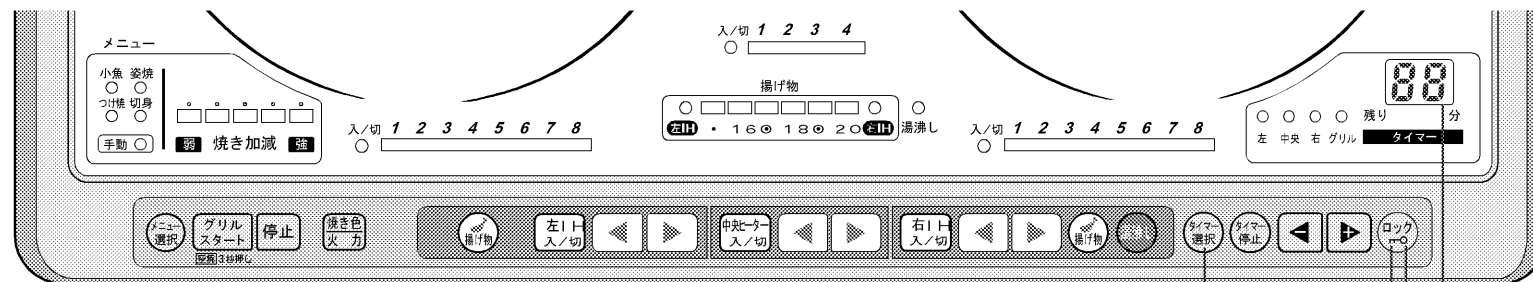 メニュー
小魚 姿焼
つけ焼 切身
手動
弱 焼き加減 強
入/切 1 2 3 4 5 6 7 8
入/切 1 2 3 4
揚げ物
左IH ・ 160 180 20 右IH 湯沸し
入/切 1 2 3 4 5 6 7 8
88
残り 分
左 中央 右 グリル タイマー
メニュー
選択
グリル
スタート
3秒押し
停止
焼き色
火 力
揚げ物
左IH
入/切
中央ヒーター
入/切
右IH
入/切
揚げ物
タイマー
選択
タイマー
停止
－
＋
ロック